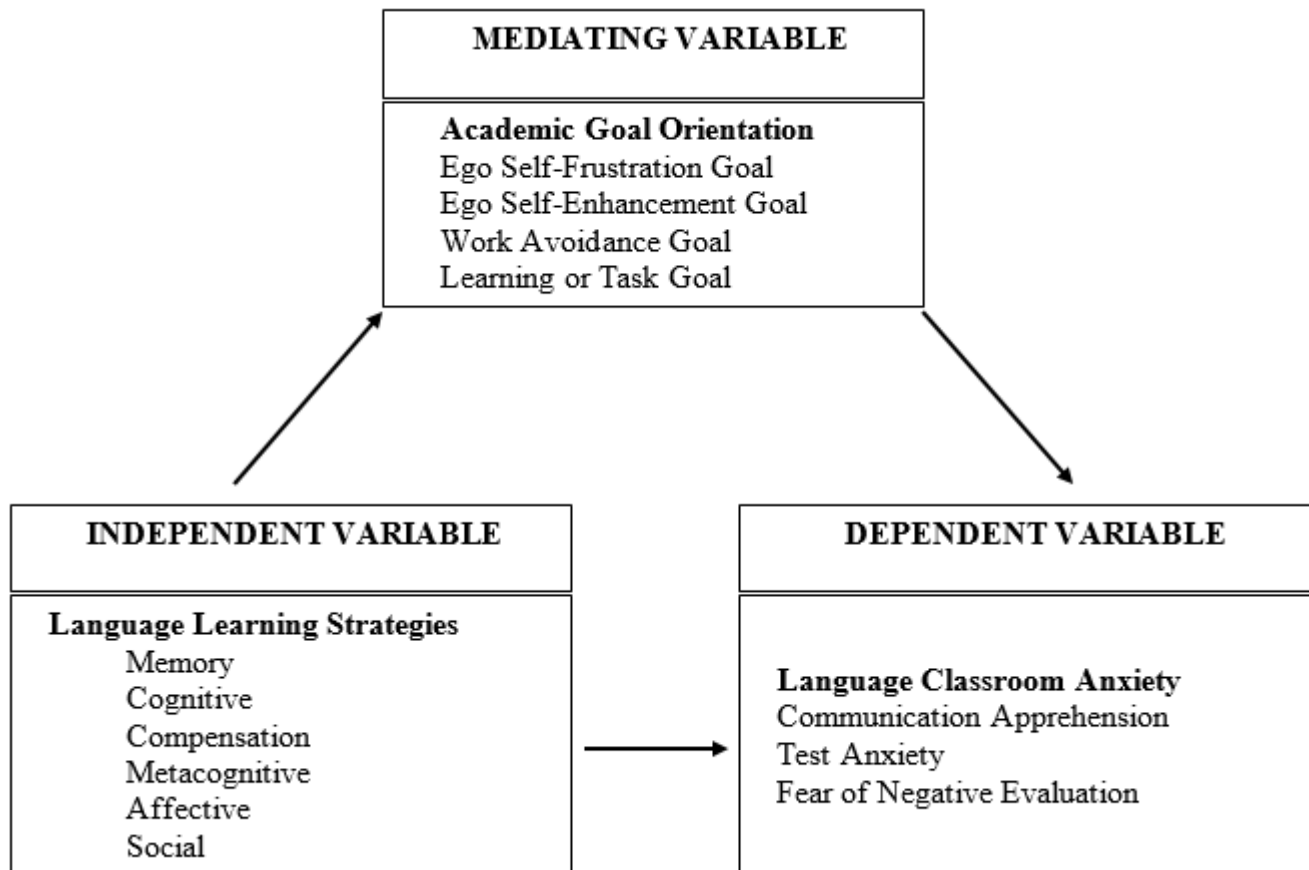 MEDIATING VARIABLE
Academic Goal Orientation
Ego Self-Frustration Goal
Ego Self-Enhancement Goal
Work Avoidance Goal
Learning or Task Goal
INDEPENDENT VARIABLE
Language Learning Strategies
Memory
Cognitive
Compensation
Metacognitive
Affective
Social
DEPENDENT VARIABLE
Language Classroom Anxiety
Communication Apprehension
Test Anxiety
Fear of Negative Evaluation